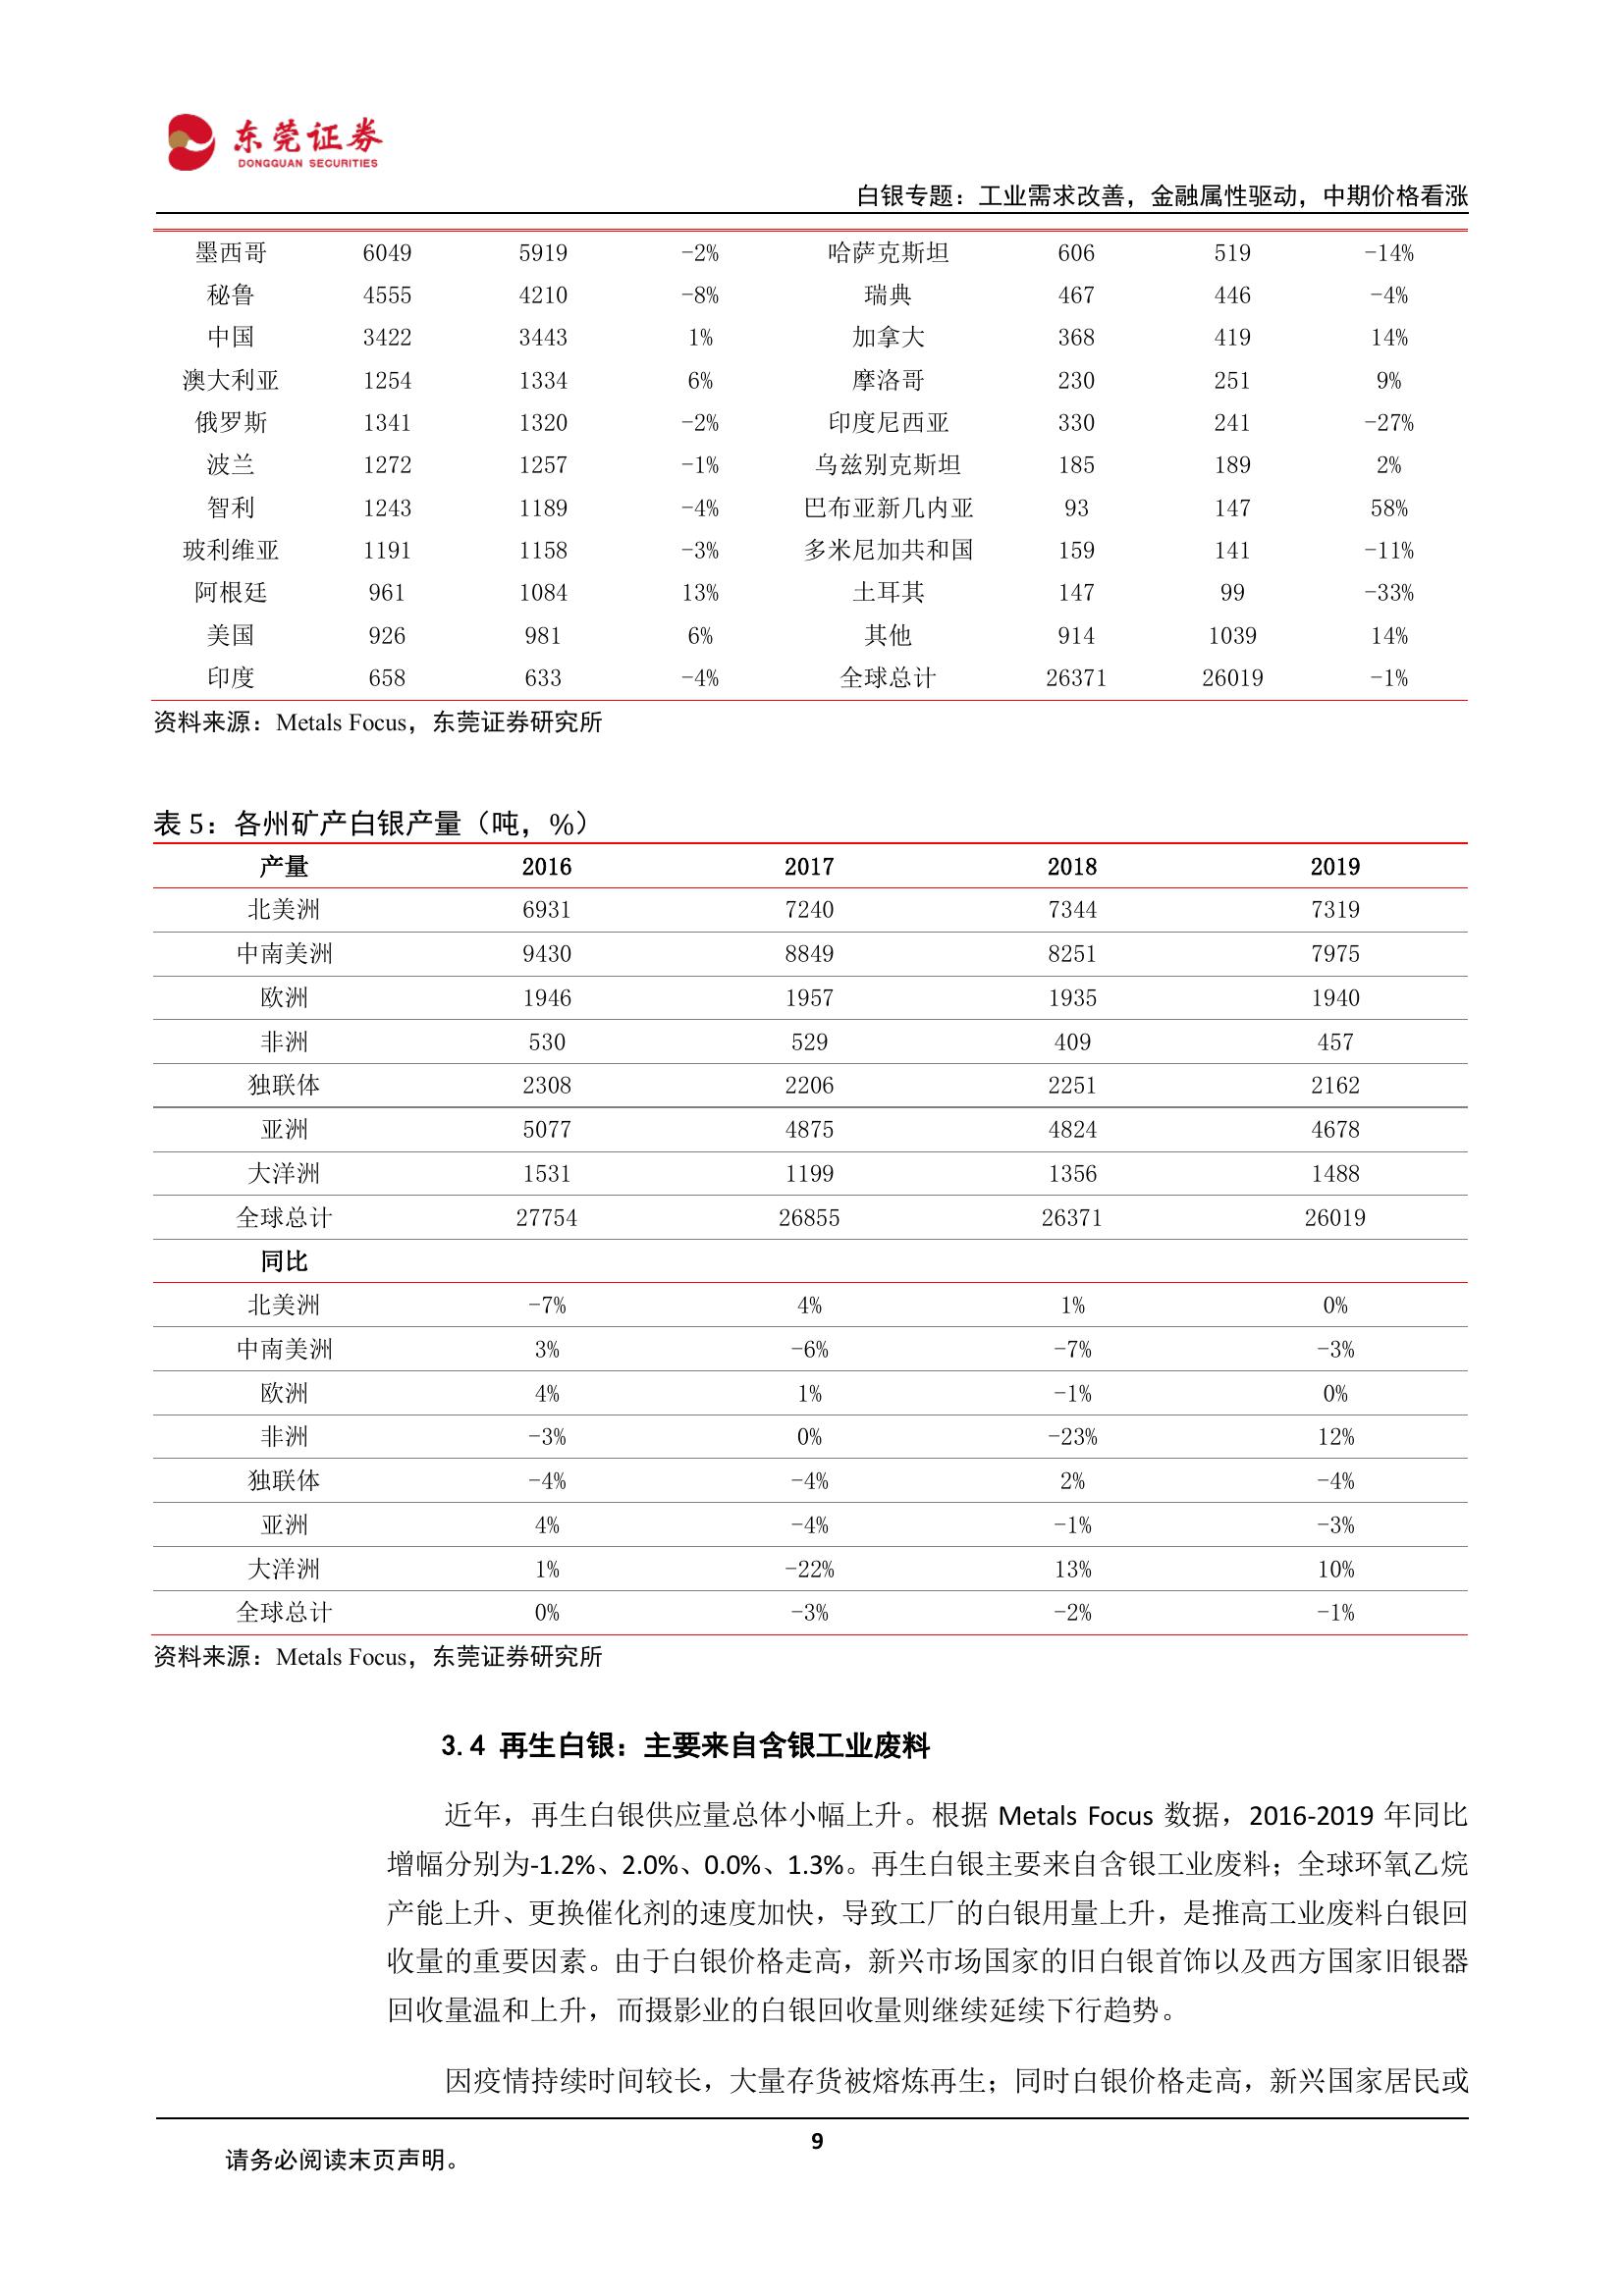 东莞证券
DONGGUAN SECURITIES
白银专题：工业需求改善，金融属性驱动，中期价格看涨
墨西哥 6049 5919 -2% 哈萨克斯坦 606 519 -14%
秘鲁 4555 4210 -8% 瑞典 467 446 -4%
中国 3422 3443 1% 加拿大 368 419 14%
澳大利亚 1254 1334 6% 摩洛哥 230 251 9%
俄罗斯 1341 1320 -2% 印度尼西亚 330 241 -27%
波兰 1272 1257 -1% 乌兹别克斯坦 185 189 2%
智利 1243 1189 -4% 巴布亚新几内亚 93 147 58%
玻利维亚 1191 1158 -3% 多米尼加共和国 159 141 -11%
阿根廷 961 1084 13% 土耳其 147 99 -33%
美国 926 981 6% 其他 914 1039 14%
印度 658 633 -4% 全球总计 26371 26019 -1%
资料来源：Metals Focus，东莞证券研究所
表 5：各州矿产白银产量（吨，%）
产量 2016 2017 2018 2019
北美洲 6931 7240 7344 7319
中南美洲 9430 8849 8251 7975
欧洲 1946 1957 1935 1940
非洲 530 529 409 457
独联体 2308 2206 2251 2162
亚洲 5077 4875 4824 4678
大洋洲 1531 1199 1356 1488
全球总计 27754 26855 26371 26019
同比
北美洲 -7% 4% 1% 0%
中南美洲 3% -6% -7% -3%
欧洲 4% 1% -1% 0%
非洲 -3% 0% -23% 12%
独联体 -4% -4% 2% -4%
亚洲 4% -4% -1% -3%
大洋洲 1% -22% 13% 10%
全球总计 0% -3% -2% -1%
资料来源：Metals Focus，东莞证券研究所
3.4 再生白银：主要来自含银工业废料
近年，再生白银供应量总体小幅上升。根据 Metals Focus 数据，2016-2019 年同比
增幅分别为-1.2%、2.0%、0.0%、1.3%。再生白银主要来自含银工业废料；全球环氧乙烷
产能上升、更换催化剂的速度加快，导致工厂的白银用量上升，是推高工业废料白银回
收量的重要因素。由于白银价格走高，新兴市场国家的旧白银首饰以及西方国家旧银器
回收量温和上升，而摄影业的白银回收量则继续延续下行趋势。
因疫情持续时间较长，大量存货被熔炼再生；同时白银价格走高，新兴国家居民或
9
请务必阅读末页声明。